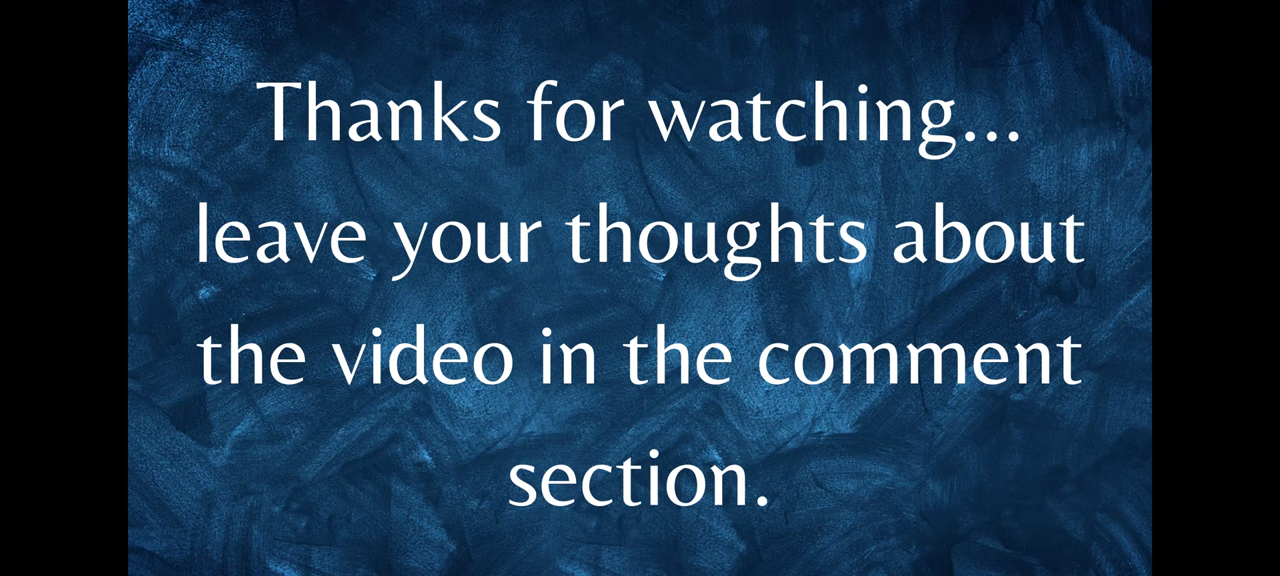 Thanks for watching...
leave your thoughts about
the video in the comment
section.